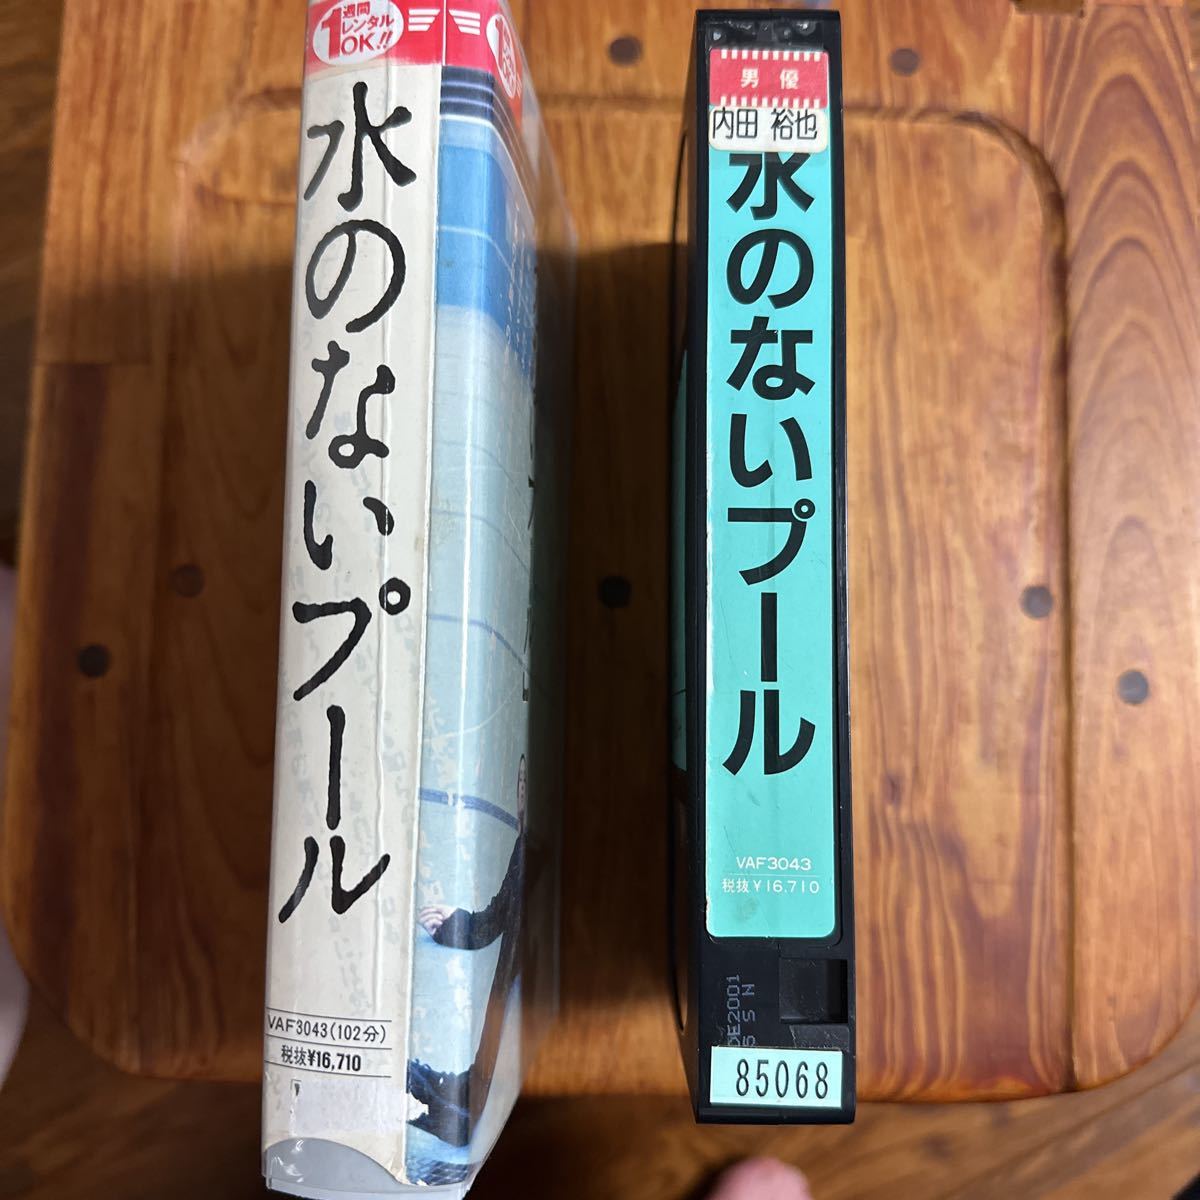 1週間
レンタル
OK!!
水のないプール
VAF3043(102分)
税抜¥16,710
男優
内田 裕也
水のないプール
VAF3043
税抜¥16,710
DE2001
5 S N
85068